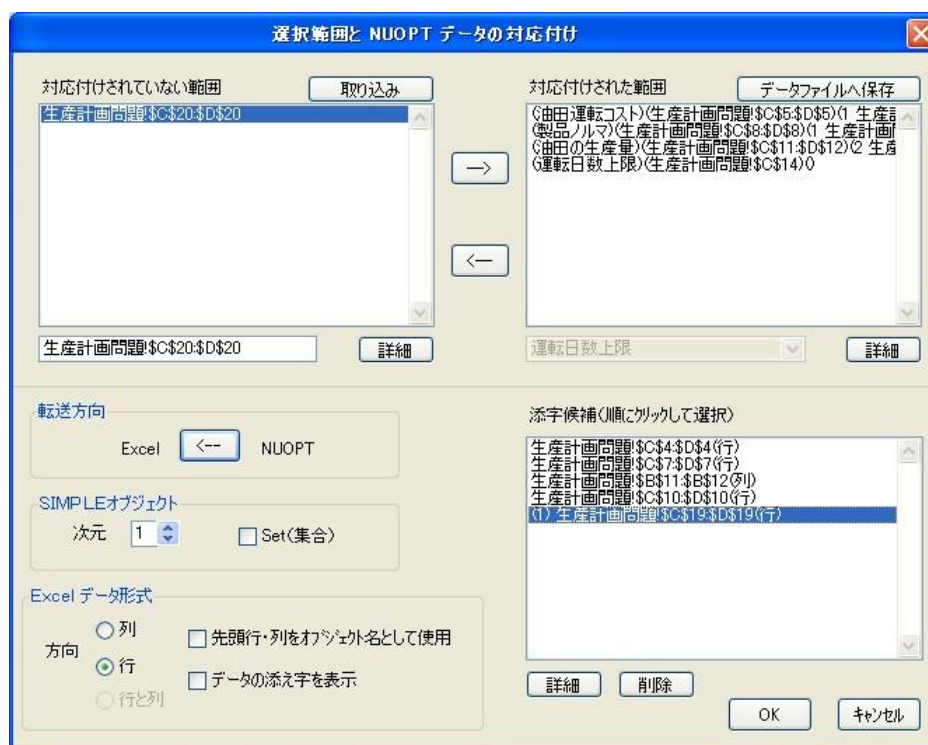 選択範囲と NUOPT データの対応付け
対応付けされていない範囲
取り込み
生産計画問題!$C$20:$D$20
生産計画問題!$C$20:$D$20
詳細
-->
<--
対応付けされた範囲
データファイルへ保存
(油田運転コスト)(生産計画問題!$C$5:$D$5)(1 生産計
(製品ノルマ)(生産計画問題!$C$8:$D$8)(1 生産計画
(油田の生産量)(生産計画問題!$C$11:$D$12)(2 生産
(運転日数上限)(生産計画問題!$C$14)()
運転日数上限
詳細
転送方向
Excel <-- NUOPT
SIMPLEオブジェクト
次元 1 Set(集合)
Excel データ形式
方向
列
行
行と列
先頭行・列をオブジェクト名として使用
データの添え字を表示
添字候補(順にクリックして選択)
生産計画問題!$C$4:$D$4(行)
生産計画問題!$C$7:$D$7(行)
生産計画問題!$B$11:$B$12(列)
生産計画問題!$C$10:$D$10(行)
(1) 生産計画問題!$C$19:$D$19(行)
詳細 削除
OK キャンセル